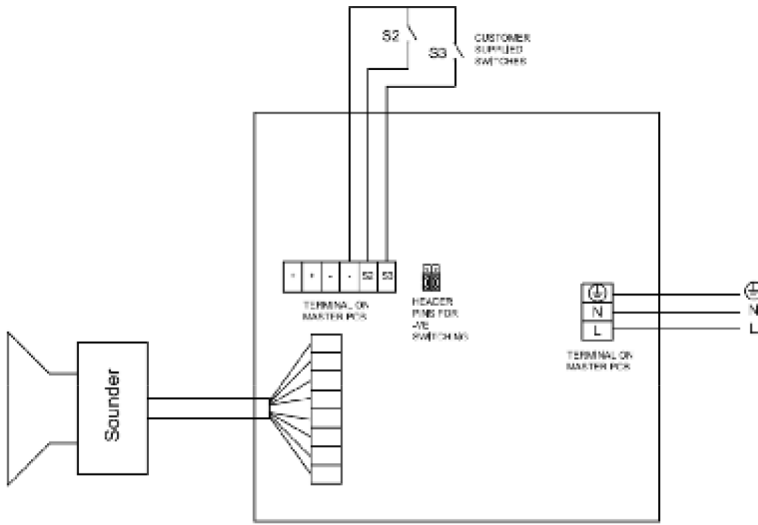 S2
S3
CUSTOMER
SUPPLIED
SWITCHES
+ + - - S2 S3
TERMINAL ON
MASTER PCB
HEADER
PINS FOR
-VE
SWITCHING
N
L
TERMINAL ON
MASTER PCB
N
L
Sounder